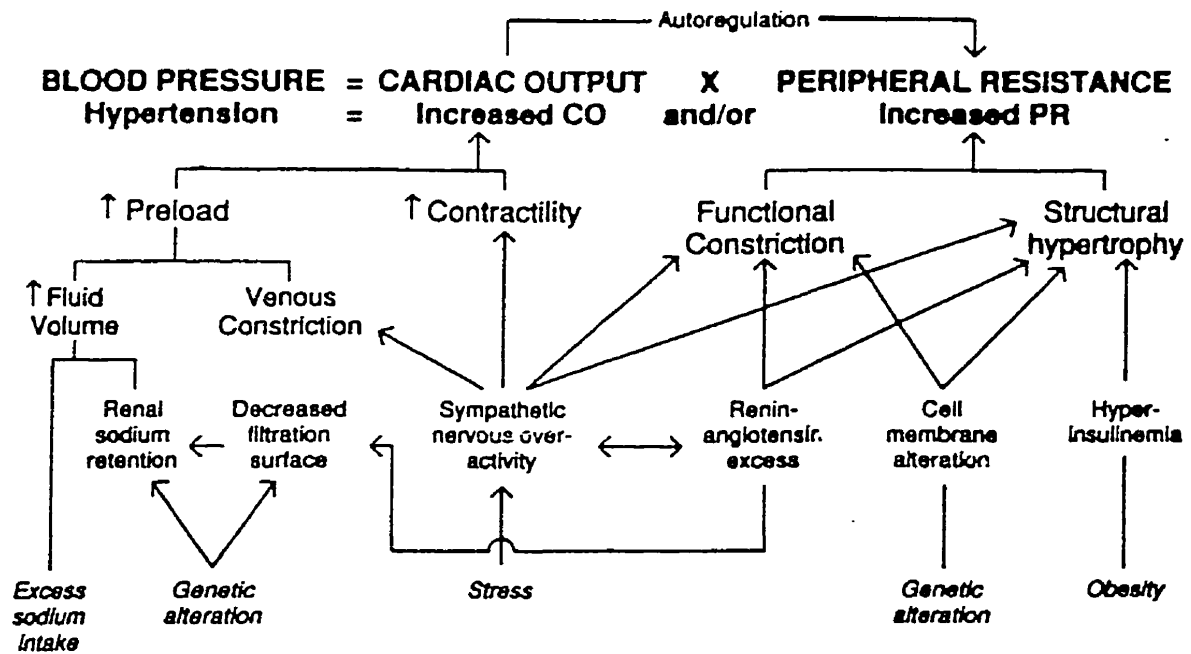 Autoregulation
BLOOD PRESSURE = CARDIAC OUTPUT X PERIPHERAL RESISTANCE
Hypertension = Increased CO and/or Increased PR
↑ Preload
↑ Contractility
Functional
Constriction
Structural
hypertrophy
↑ Fluid
Volume
Venous
Constriction
Renal
sodium
retention
Decreased
filtration
surface
Sympathetic
nervous over-
activity
Renin-
angiotensin
excess
Cell
membrane
alteration
Hyper-
insulinemia
Excess
sodium
intake
Genetic
alteration
Stress
Genetic
alteration
Obesity